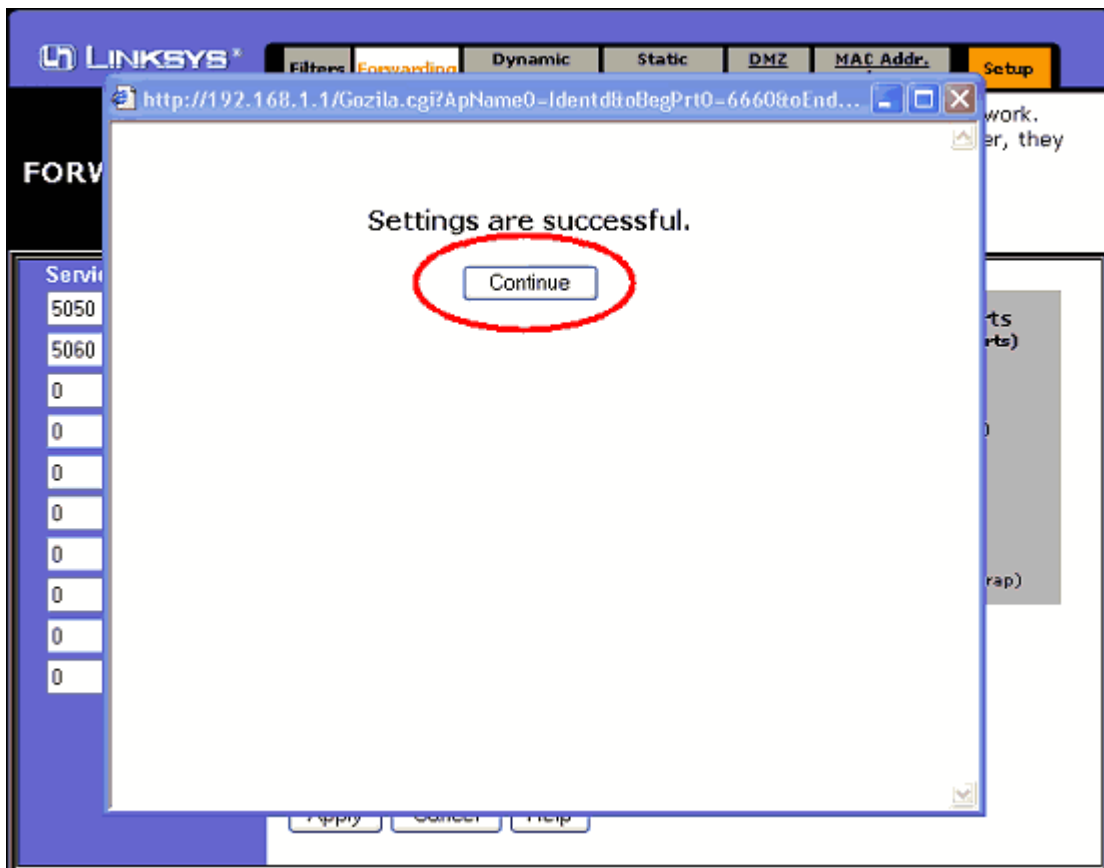 LINKSYS®
Filters Forwarding Dynamic Static DMZ MAC Addr. Setup
http://192.168.1.1/Gozila.cgi?ApName0=Identd&oBegPrt0=6660&oEnd...
work.
er, they
FORW
Settings are successful.
Continue
Servic
5050
5060
0
0
0
0
0
0
0
0
ts
rts)
)
rap)
Apply Cancel Help